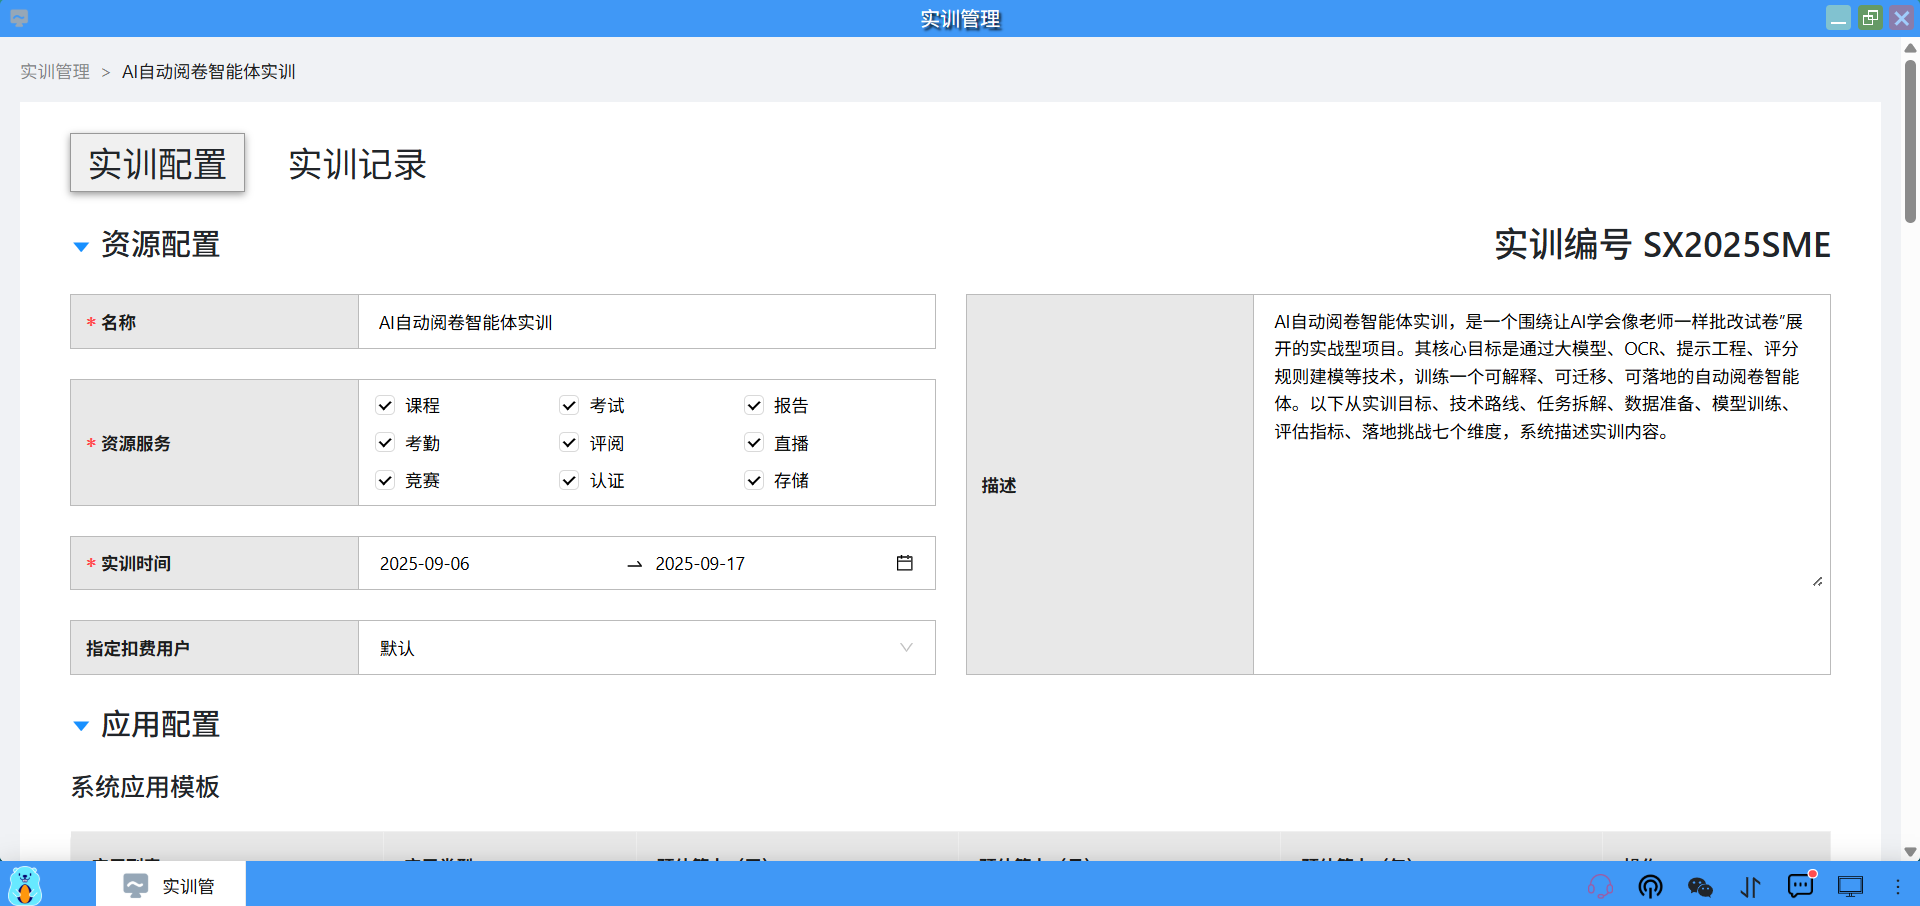 实训管理
实训管理 > AI自动阅卷智能体实训
实训配置 实训记录
资源配置
实训编号 SX2025SME
* 名称 AI自动阅卷智能体实训
* 资源服务
课程 考试 报告
考勤 评阅 直播
竞赛 认证 存储
* 实训时间 2025-09-06 2025-09-17
指定扣费用户 默认
描述
AI自动阅卷智能体实训，是一个围绕让AI学会像老师一样批改试卷”展
开的实战型项目。其核心目标是通过大模型、OCR、提示工程、评分
规则建模等技术，训练一个可解释、可迁移、可落地的自动阅卷智能
体。以下从实训目标、技术路线、任务拆解、数据准备、模型训练、
评估指标、落地挑战七个维度，系统描述实训内容。
应用配置
系统应用模板
实训管